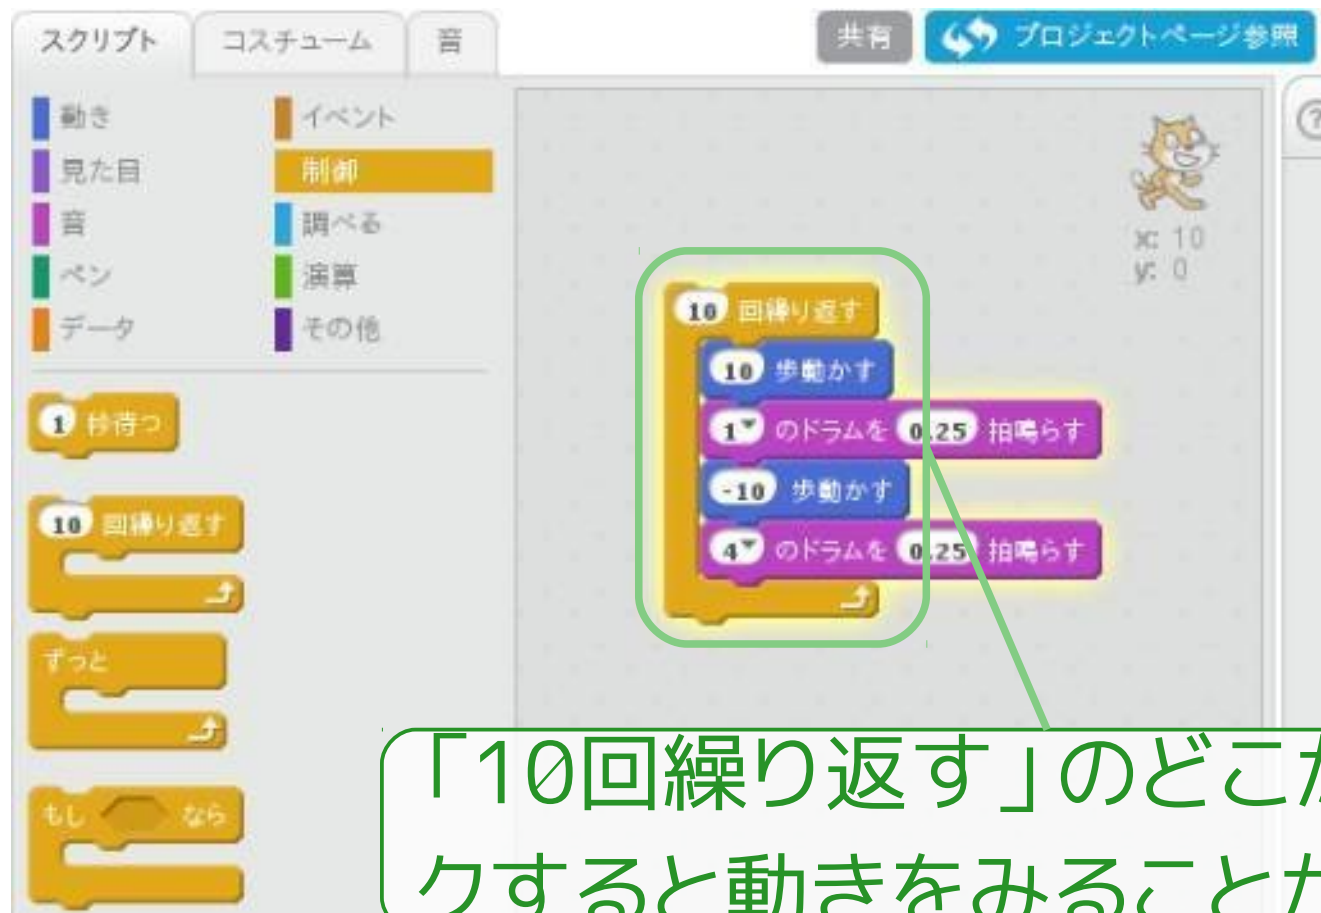 スクリプト コスチューム 音 共有 プロジェクトページ参照
動き イベント
見た目 制御
音 調べる
ペン 演算
データ その他
x: 10
y: 0
10 回繰り返す
10 歩動かす
1 のドラムを 0.25 拍鳴らす
-10 歩動かす
4 のドラムを 0.25 拍鳴らす
1 秒待つ
10 回繰り返す
ずっと
もし なら
「10回繰り返す」のどこか
クすると動きをみることが